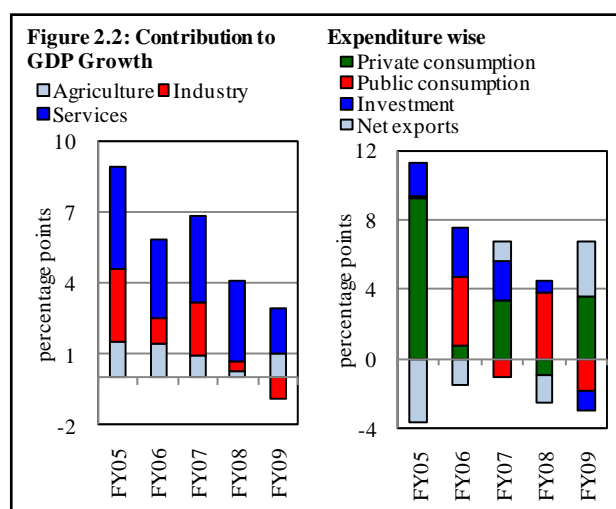 Figure 2.2: Contribution to
GDP Growth
Agriculture Industry
Services
percentage points
10
7
4
1
-2
FY05
FY06
FY07
FY08
FY09
Expenditure wise
Private consumption
Public consumption
Investment
Net exports
percentage points
12
8
4
0
-4
FY05
FY06
FY07
FY08
FY09